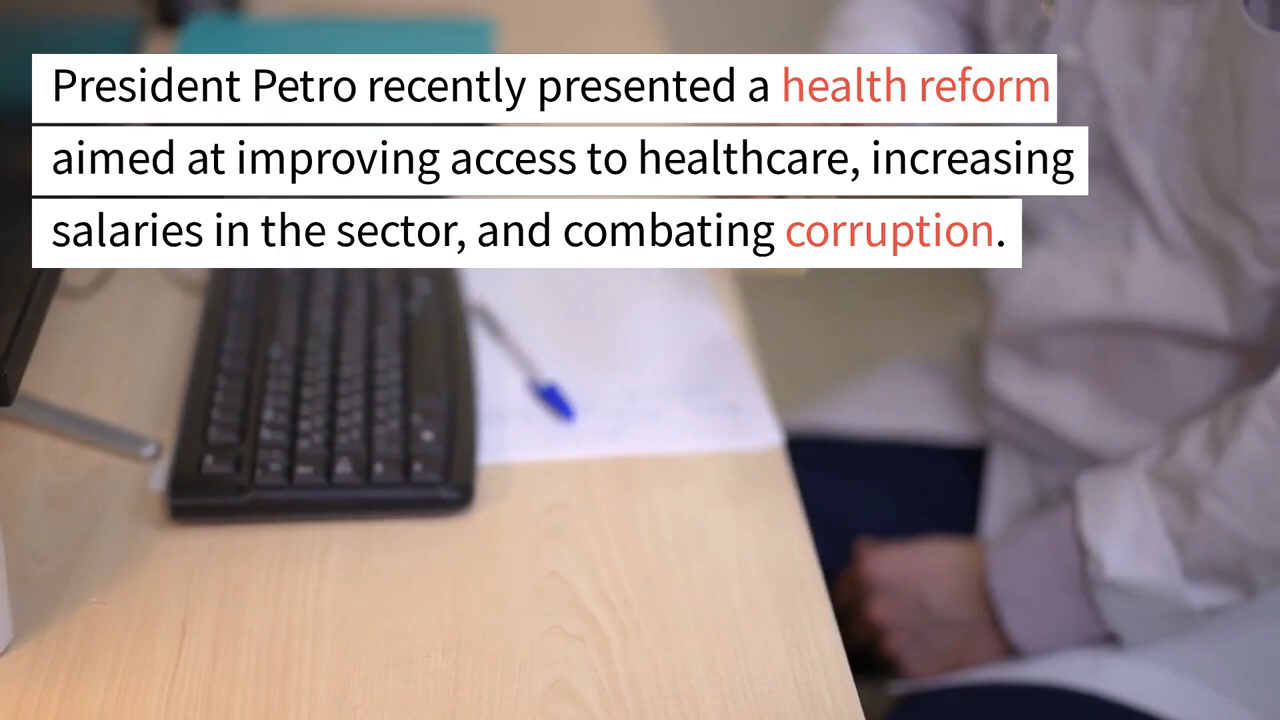 President Petro recently presented a health reform
aimed at improving access to healthcare, increasing
salaries in the sector, and combating corruption.